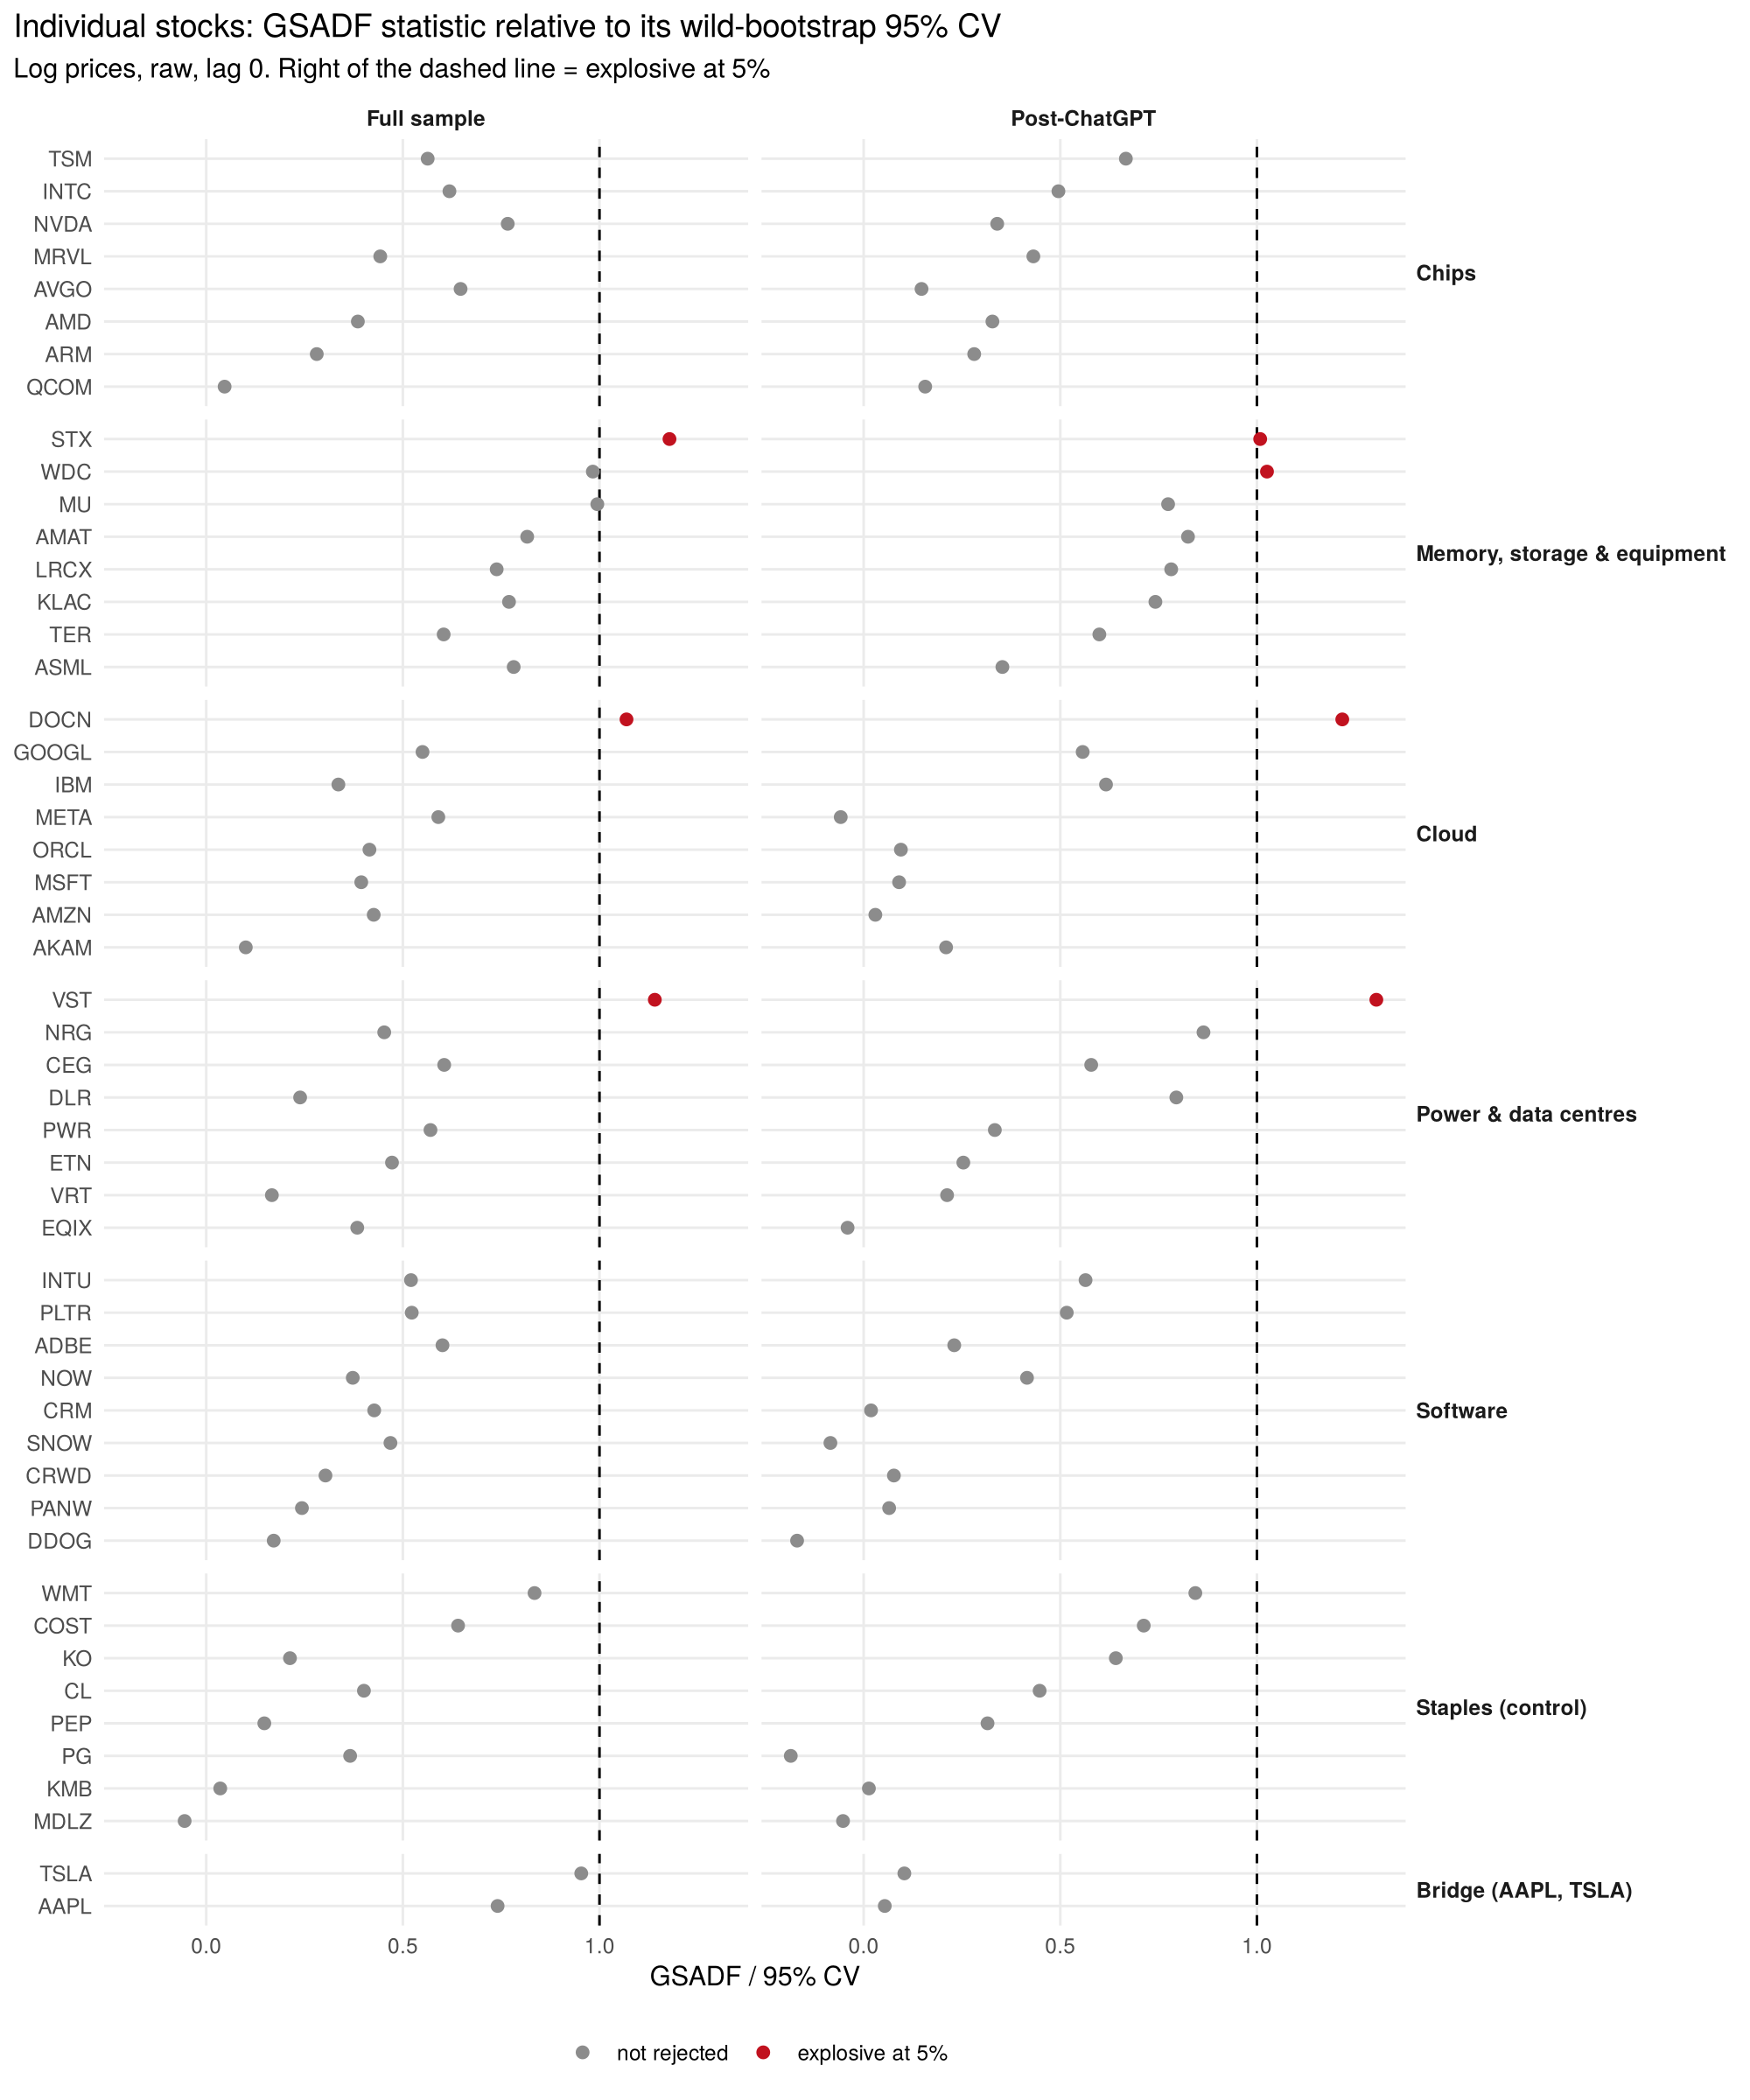 Individual stocks: GSADF statistic relative to its wild-bootstrap 95% CV
Log prices, raw, lag 0. Right of the dashed line = explosive at 5%
Full sample
Post-ChatGPT
TSM
INTC
NVDA
MRVL
AVGO
AMD
ARM
QCOM
Chips
STX
WDC
MU
AMAT
LRCX
KLAC
TER
ASML
Memory, storage & equipment
DOCN
GOOGL
IBM
META
ORCL
MSFT
AMZN
AKAM
Cloud
VST
NRG
CEG
DLR
PWR
ETN
VRT
EQIX
Power & data centres
INTU
PLTR
ADBE
NOW
CRM
SNOW
CRWD
PANW
DDOG
Software
WMT
COST
KO
CL
PEP
PG
KMB
MDLZ
Staples (control)
TSLA
AAPL
Bridge (AAPL, TSLA)
0.0 0.5 1.0 0.0 0.5 1.0
GSADF / 95% CV
not rejected explosive at 5%